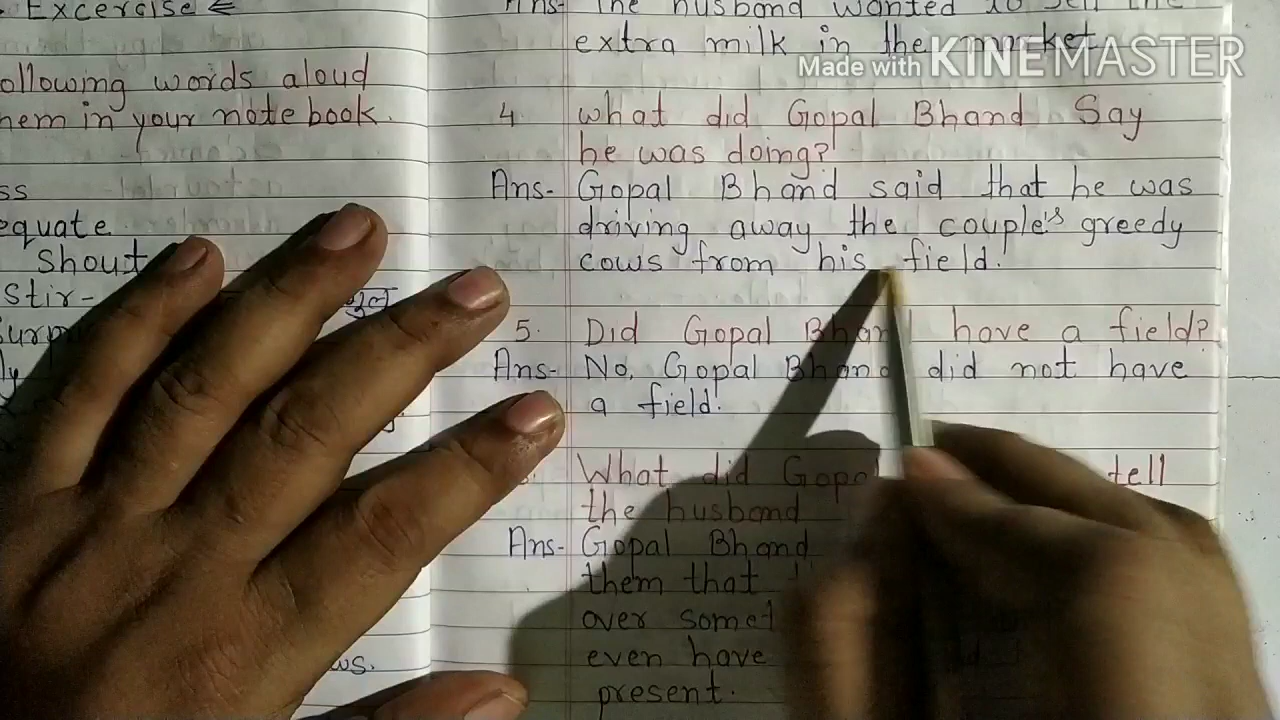 Excercise ⇐
ollowing words aloud
hem in your note book.
ss
equate
Shout
stir-
ly
ws.
Ans- The husband wanted to sell the
extra milk in the market
Made with KINEMASTER
4 what did Gopal Bhand Say
he was doing?
Ans- Gopal Bhand said that he was
driving away the couple's greedy
cows from his field.
5. Did Gopal Bhand have a field?
Ans- No, Gopal Bhand did not have
a field.
What did tell
the husband
Ans- Gopal Bhand
them that
over
even have
present.